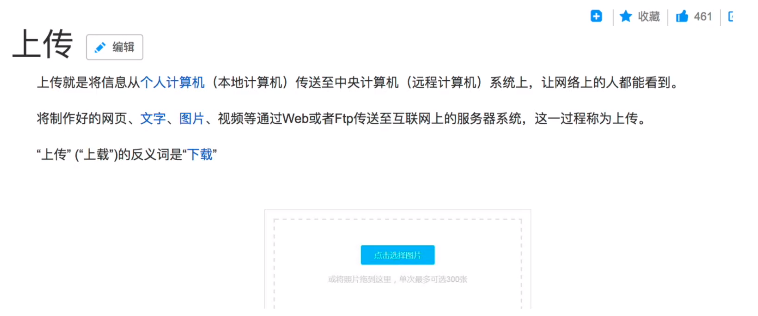 收藏 461
上传 编辑
上传就是将信息从个人计算机（本地计算机）传送至中央计算机（远程计算机）系统上，让网络上的人都能看到。
将制作好的网页、文字、图片、视频等通过Web或者Ftp传送至互联网上的服务器系统，这一过程称为上传。
“上传” (“上载”)的反义词是“下载”
点击选择图片
或将照片拖到这里，单次最多可选300张